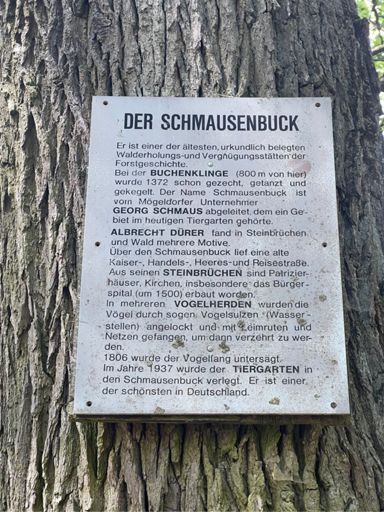 DER SCHMAUSENBUCK
Er ist einer der ältesten, urkundlich belegten
Walderholungs- und Vergnügungsstätten der
Forstgeschichte.
Bei der BUCHENKLINGE (800 m von hier)
wurde 1372 schon gezecht, getanzt und
gekegelt. Der Name Schmausenbuck ist
vom Mögeldorfer Unternehmer
GEORG SCHMAUS abgeleitet, dem ein Ge-
biet im heutigen Tiergarten gehörte.
ALBRECHT DÜRER fand in Steinbrüchen
und Wald mehrere Motive.
Über den Schmausenbuck lief eine alte
Kaiser-, Handels-, Heeres- und Reisestraße.
Aus seinen STEINBRÜCHEN sind Patrizier-
häuser, Kirchen, insbesondere das Bürger-
spital (um 1500) erbaut worden.
In mehreren VOGELHERDEN wurden die
Vögel durch sogen. Vogelsulzen (Wasser-
stellen) angelockt und mit Leimruten und
Netzen gefangen, um dann verzehrt zu wer-
den.
1806 wurde der Vogelfang untersagt.
Im Jahre 1937 wurde der TIERGARTEN in
den Schmausenbuck verlegt. Er ist einer
der schönsten in Deutschland.